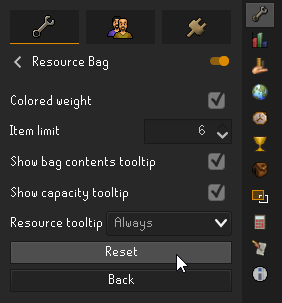 Resource Bag
Colored weight
Item limit 6
Show bag contents tooltip
Show capacity tooltip
Resource tooltip Always
Reset
Back